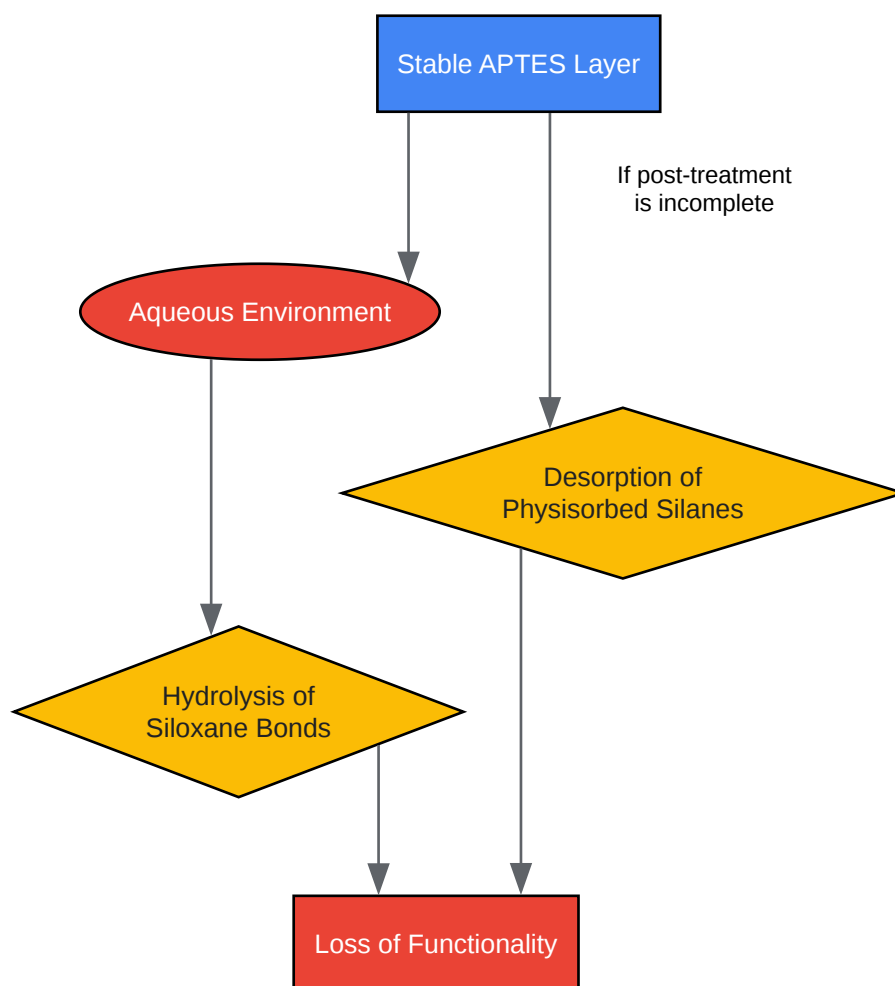 Stable APTES Layer
If post-treatment
is incomplete
Aqueous Environment
Desorption of
Physisorbed Silanes
Hydrolysis of
Siloxane Bonds
Loss of Functionality